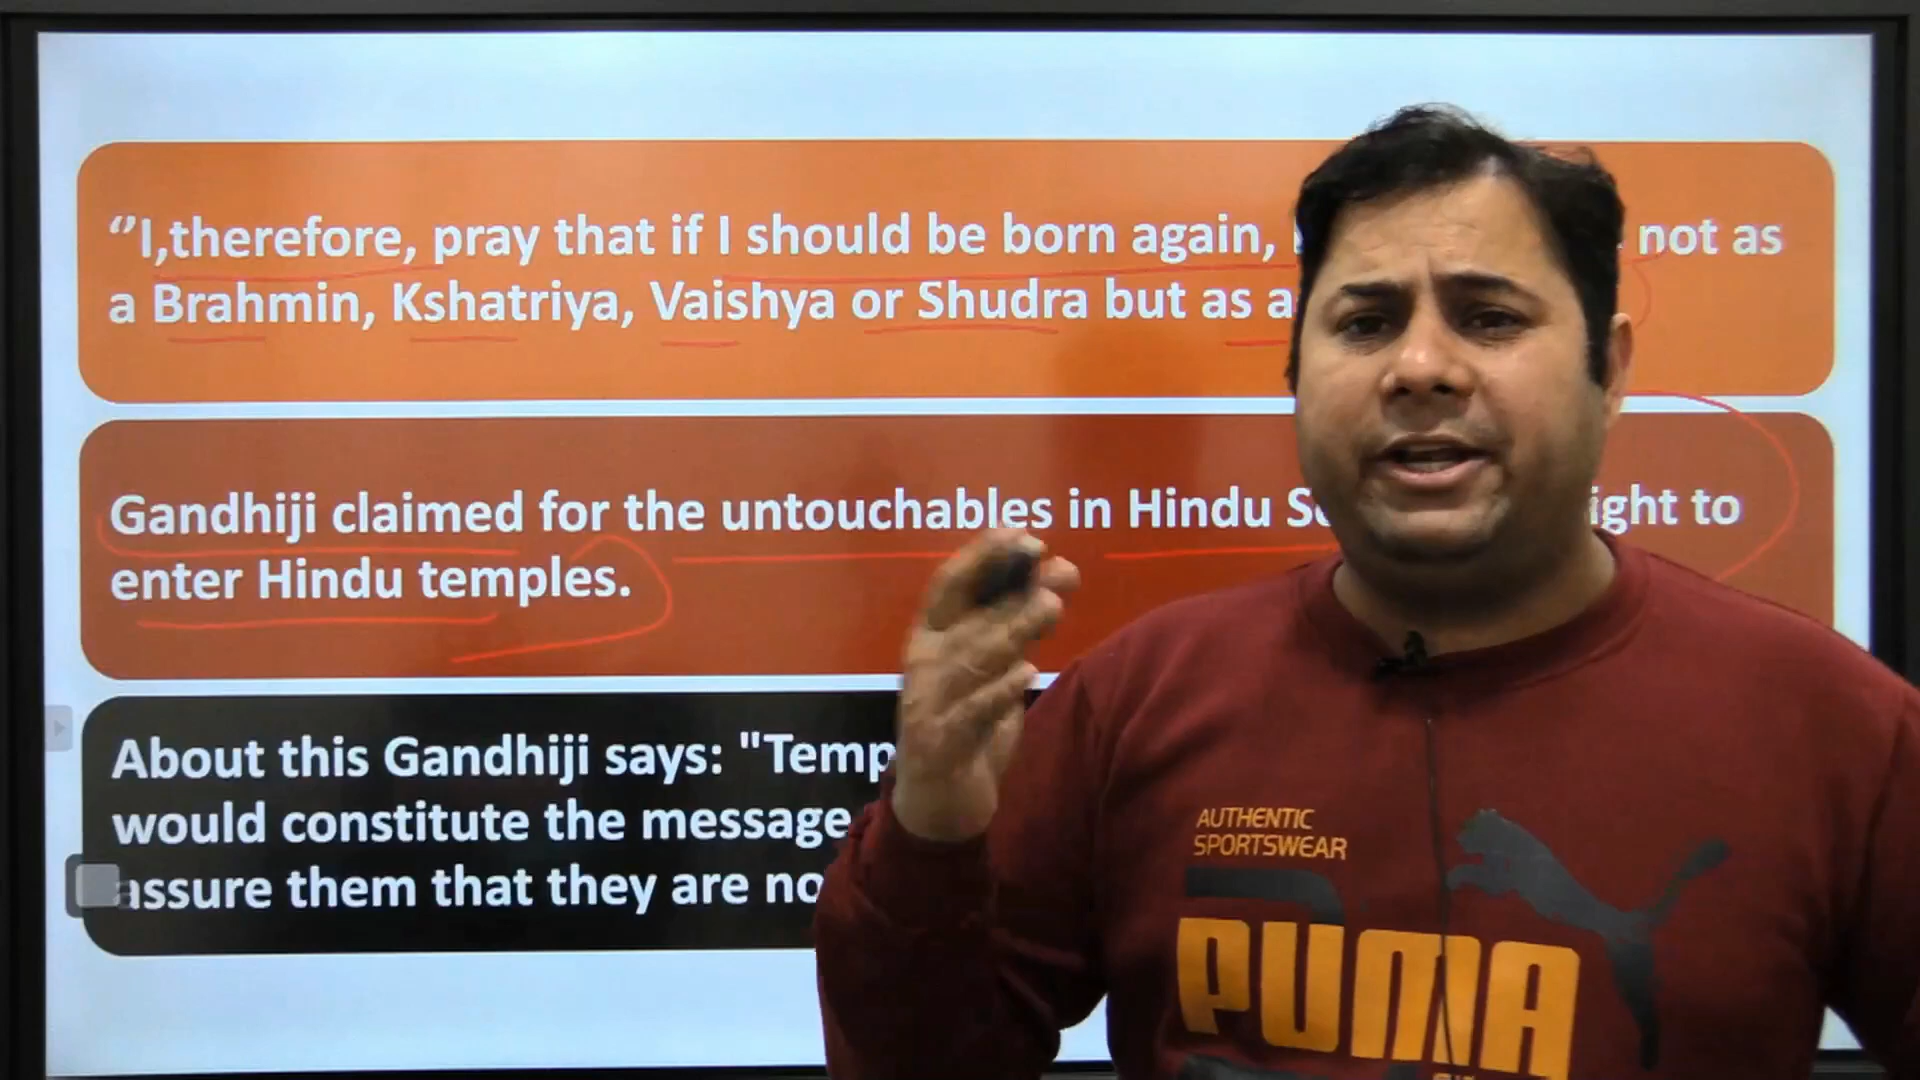 “I,therefore, pray that if I should be born again, not as
a Brahmin, Kshatriya, Vaishya or Shudra but as a
Gandhiji claimed for the untouchables in Hindu to
enter Hindu temples.
About this Gandhiji says: "Temp
would constitute the message
assure them that they are
AUTHENTIC
SPORTSWEAR
PUMA